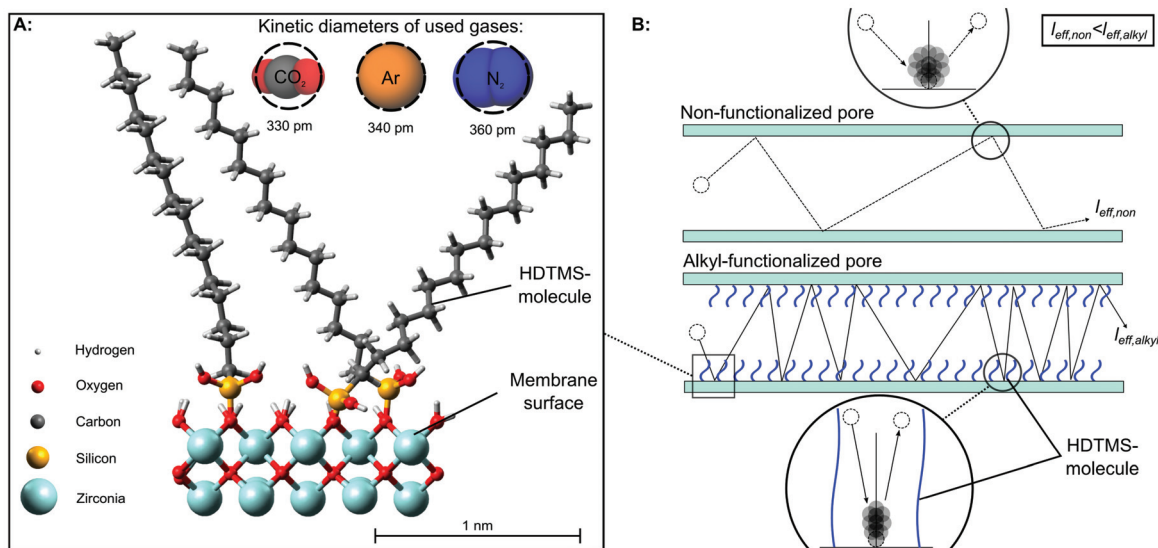 A:
Kinetic diameters of used gases:
CO2
Ar
N2
330 pm
340 pm
360 pm
HDTMS-
molecule
Membrane
surface
Hydrogen
Oxygen
Carbon
Silicon
Zirconia
1 nm
B:
leff,non<leff,alkyl
Non-functionalized pore
leff,non
Alkyl-functionalized pore
leff,alkyl
HDTMS-
molecule